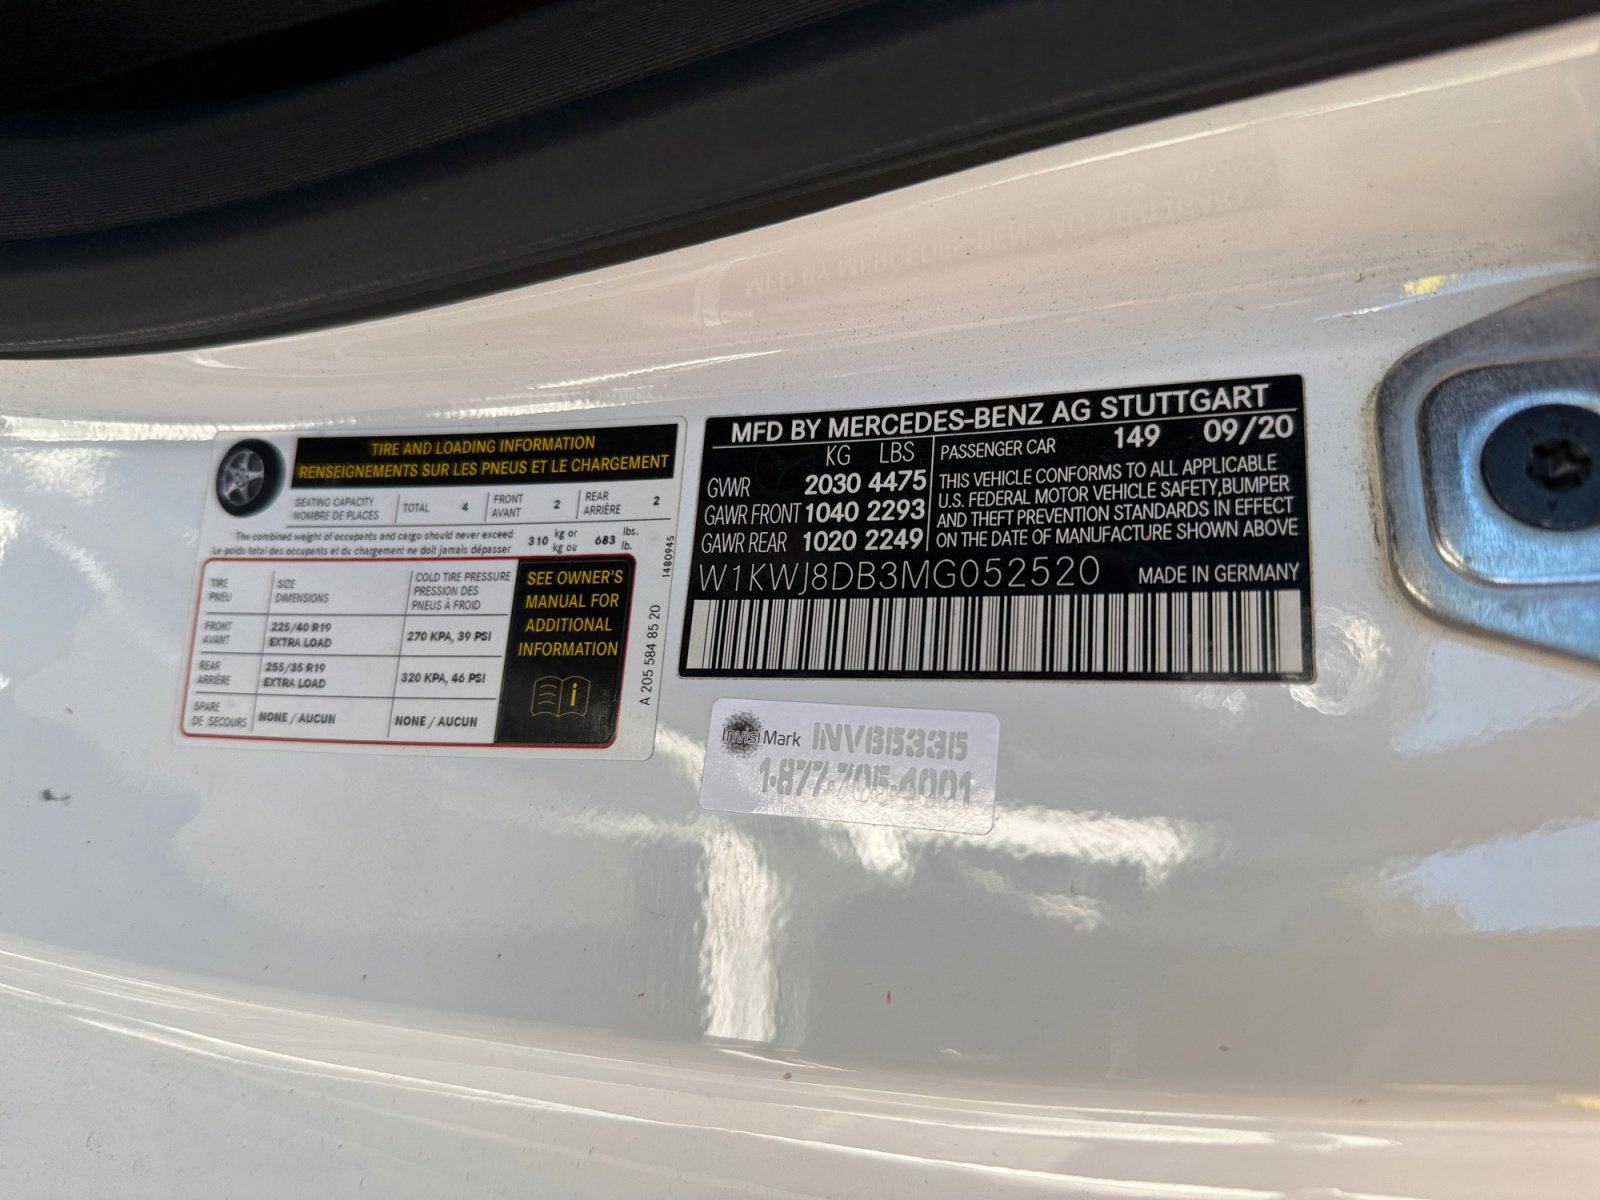 TIRE AND LOADING INFORMATION
RENSEIGNEMENTS SUR LES PNEUS ET LE CHARGEMENT
SEATING CAPACITY
NOMBRE DE PLACES
TOTAL 4
FRONT
AVANT 2
REAR
ARRIÈRE 2
The combined weight of occupants and cargo should never exceed
Le poids total des occupants et du chargement ne doit jamais dépasser
310 kg or
kg ou
683 lbs.
lb.
TIRE
PNEU
SIZE
DIMENSIONS
COLD TIRE PRESSURE
PRESSION DES
PNEUS À FROID
FRONT
AVANT
225/40 R19
EXTRA LOAD
270 KPA, 39 PSI
REAR
ARRIÈRE
255/35 R19
EXTRA LOAD
320 KPA, 46 PSI
SPARE
DE SECOURS
NONE / AUCUN
NONE / AUCUN
SEE OWNER'S
MANUAL FOR
ADDITIONAL
INFORMATION
i
1480945
A 205 584 85 20
MFD BY MERCEDES-BENZ AG STUTTGART
KG LBS
GVWR 2030 4475
GAWR FRONT 1040 2293
GAWR REAR 1020 2249
PASSENGER CAR 149 09/20
THIS VEHICLE CONFORMS TO ALL APPLICABLE
U.S. FEDERAL MOTOR VEHICLE SAFETY,BUMPER
AND THEFT PREVENTION STANDARDS IN EFFECT
ON THE DATE OF MANUFACTURE SHOWN ABOVE
W1KWJ8DB3MG052520 MADE IN GERMANY
InvisiMark
1-877-705-4001